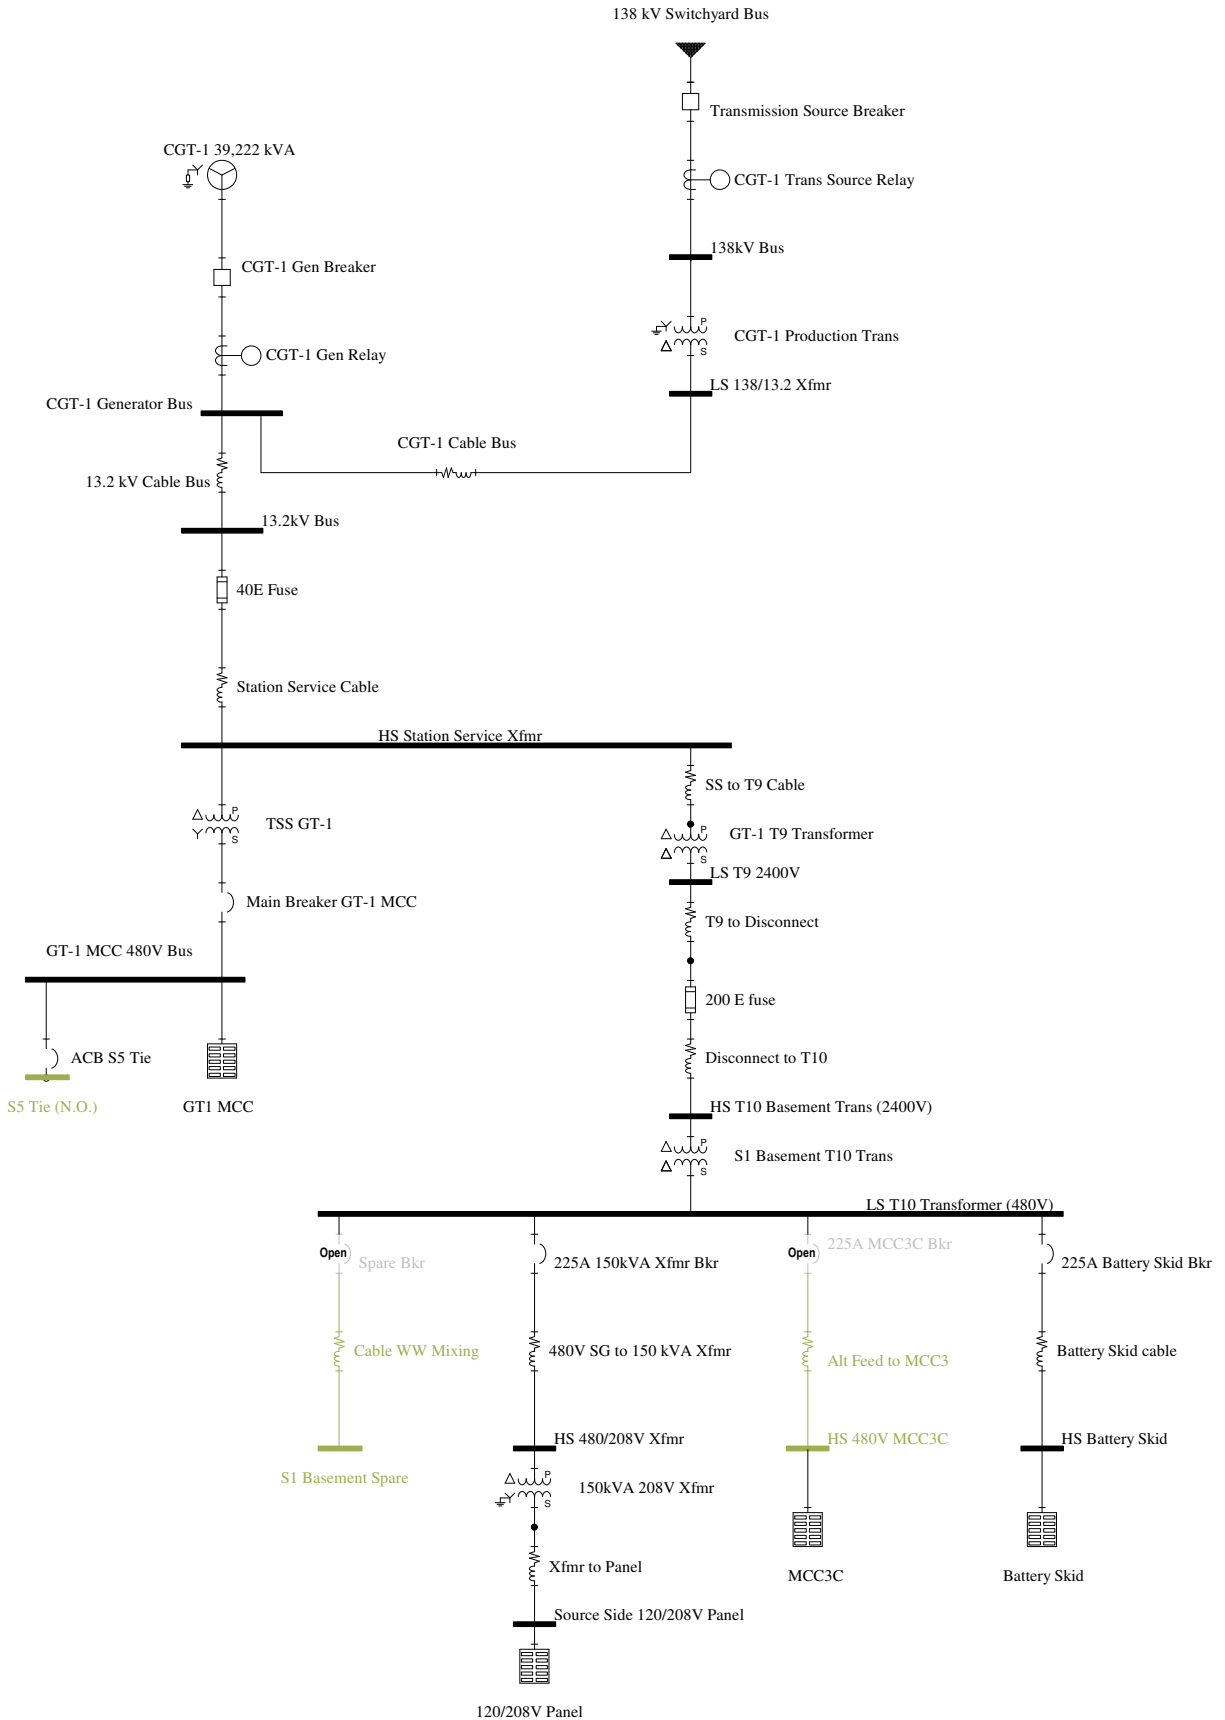 138 kV Switchyard Bus
Transmission Source Breaker
CGT-1 39,222 kVA
CGT-1 Trans Source Relay
138kV Bus
CGT-1 Gen Breaker
P
CGT-1 Production Trans
S
CGT-1 Gen Relay
LS 138/13.2 Xfmr
CGT-1 Generator Bus
CGT-1 Cable Bus
13.2 kV Cable Bus
13.2kV Bus
40E Fuse
Station Service Cable
HS Station Service Xfmr
SS to T9 Cable
P
TSS GT-1
S
P
GT-1 T9 Transformer
S
LS T9 2400V
Main Breaker GT-1 MCC
T9 to Disconnect
GT-1 MCC 480V Bus
200 E fuse
ACB S5 Tie
Disconnect to T10
S5 Tie (N.O.)
GT1 MCC
HS T10 Basement Trans (2400V)
P
S1 Basement T10 Trans
S
LS T10 Transformer (480V)
Open
Spare Bkr
225A 150kVA Xfmr Bkr
Open
225A MCC3C Bkr
225A Battery Skid Bkr
Cable WW Mixing
480V SG to 150 kVA Xfmr
Alt Feed to MCC3
Battery Skid cable
HS 480/208V Xfmr
HS 480V MCC3C
HS Battery Skid
S1 Basement Spare
P
150kVA 208V Xfmr
S
Xfmr to Panel
MCC3C
Battery Skid
Source Side 120/208V Panel
120/208V Panel